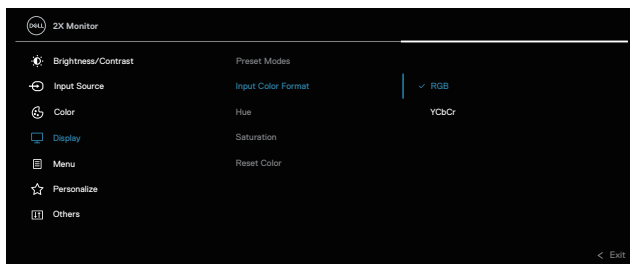 DELL 2X Monitor
Brightness/Contrast
Input Source
Color
Display
Menu
Personalize
Others
Preset Modes
Input Color Format
Hue
Saturation
Reset Color
RGB
YCbCr
< Exit